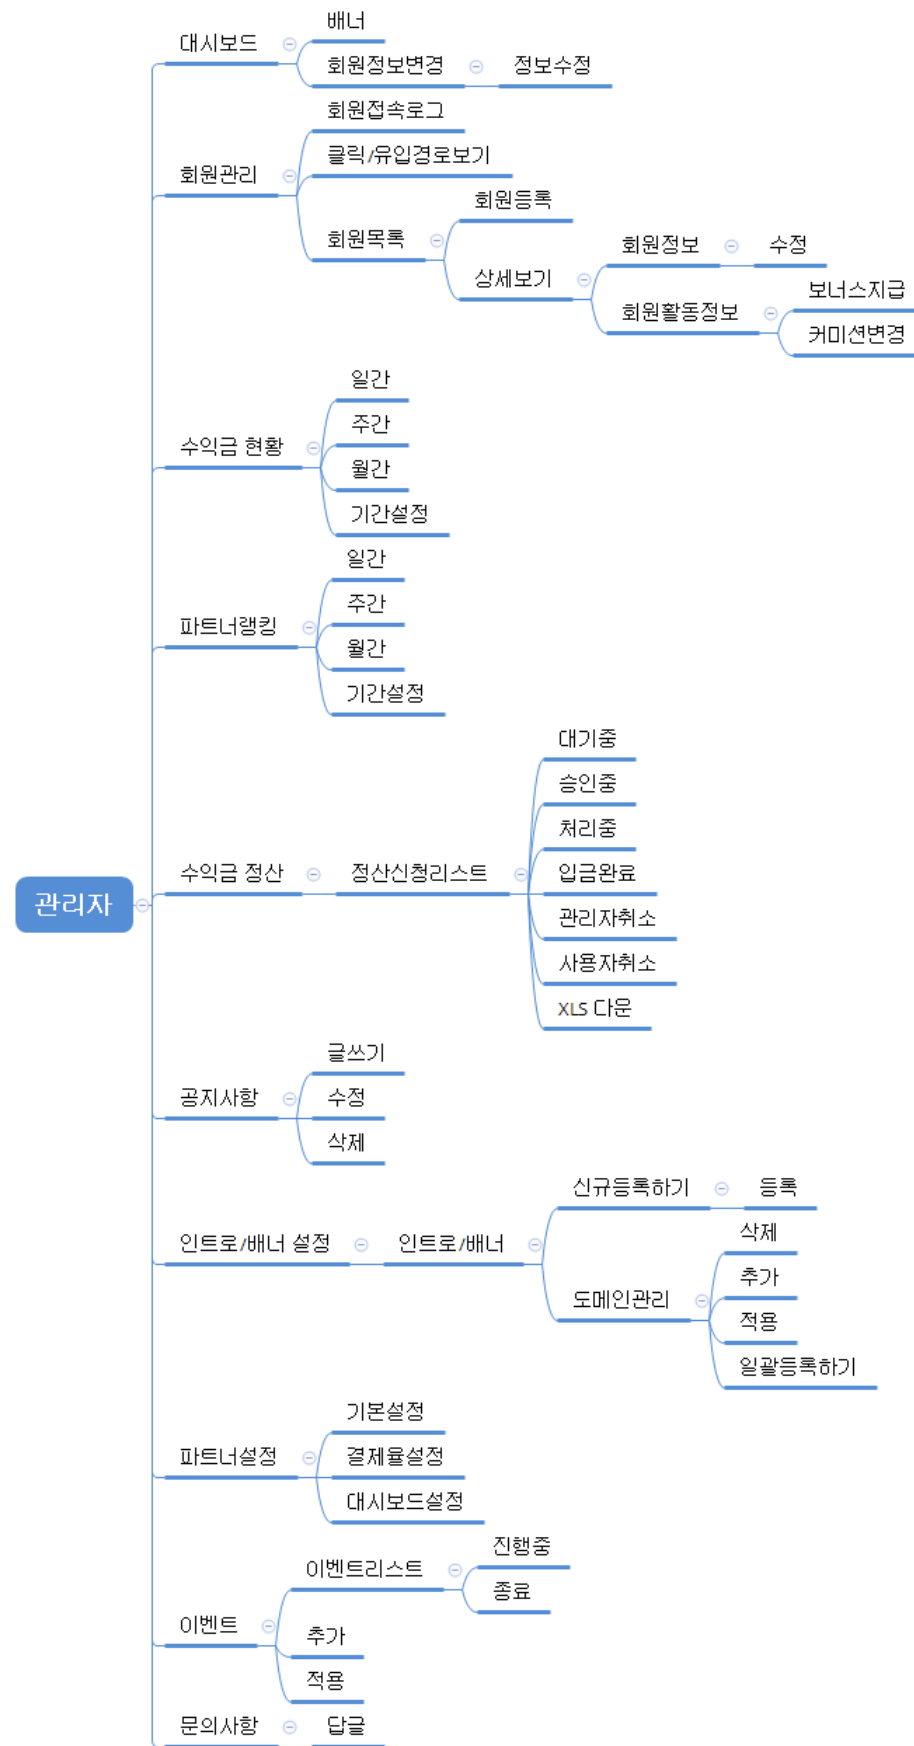 관리자
대시보드
배너
회원정보변경
정보수정
회원관리
회원접속로그
클릭/유입경로보기
회원목록
회원등록
상세보기
회원정보
수정
회원활동정보
보너스지급
커미션변경
수익금 현황
일간
주간
월간
기간설정
파트너랭킹
일간
주간
월간
기간설정
수익금 정산
정산신청리스트
대기중
승인중
처리중
입금완료
관리자취소
사용자취소
XLS 다운
공지사항
글쓰기
수정
삭제
인트로/배너 설정
인트로/배너
신규등록하기
등록
도메인관리
삭제
추가
적용
일괄등록하기
파트너설정
기본설정
결제율설정
대시보드설정
이벤트
이벤트리스트
진행중
종료
추가
적용
문의사항
답글